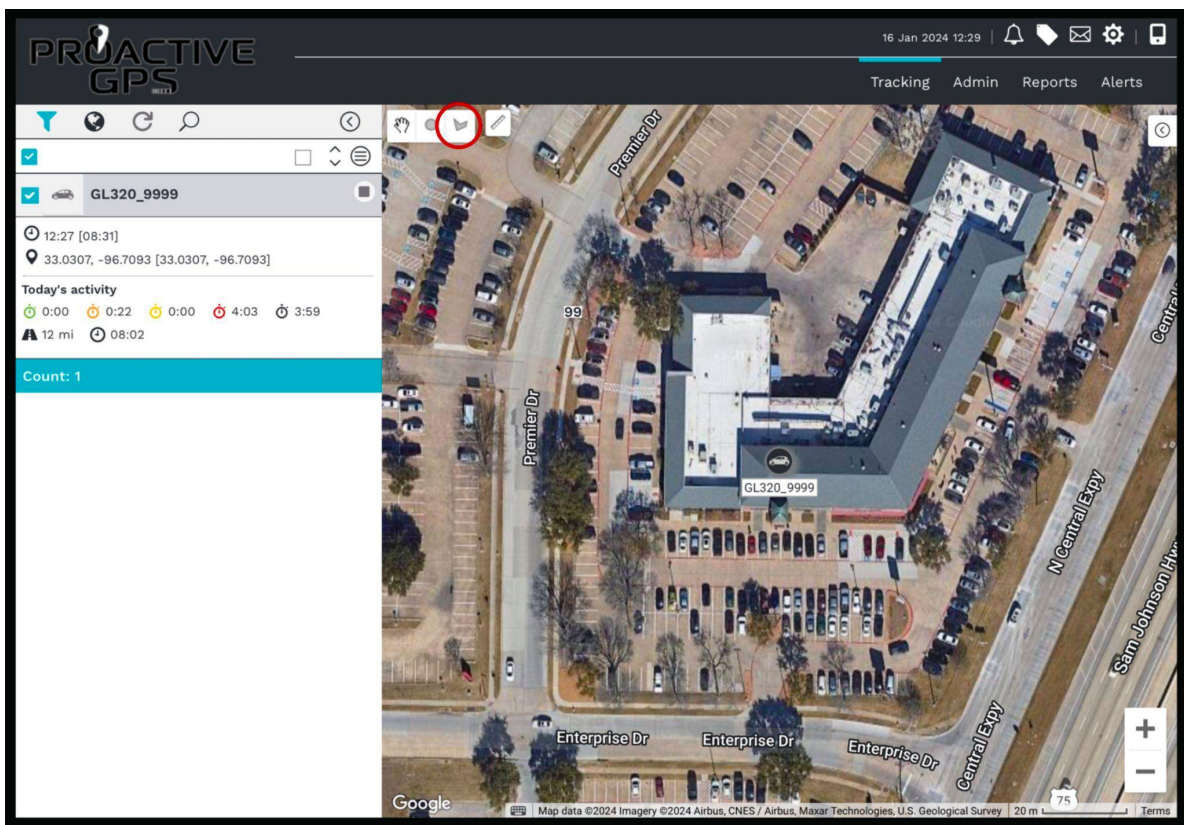 PROACTIVE
GPS
16 Jan 2024 12:29
Tracking Admin Reports Alerts
GL320_9999
12:27 [08:31]
33.0307, -96.7093 [33.0307, -96.7093]
Today's activity
0:00 0:22 0:00 4:03 3:59
12 mi 08:02
Count: 1
Premier Dr
99
Premier Dr
GL320_9999
Central
N Central Expy
Sam Johnson Hwy
Central Expy
Enterprise Dr
Enterprise Dr
Enterprise Dr
75
Google
Map data ©2024 Imagery ©2024 Airbus, CNES / Airbus, Maxar Technologies, U.S. Geological Survey 20 m Terms